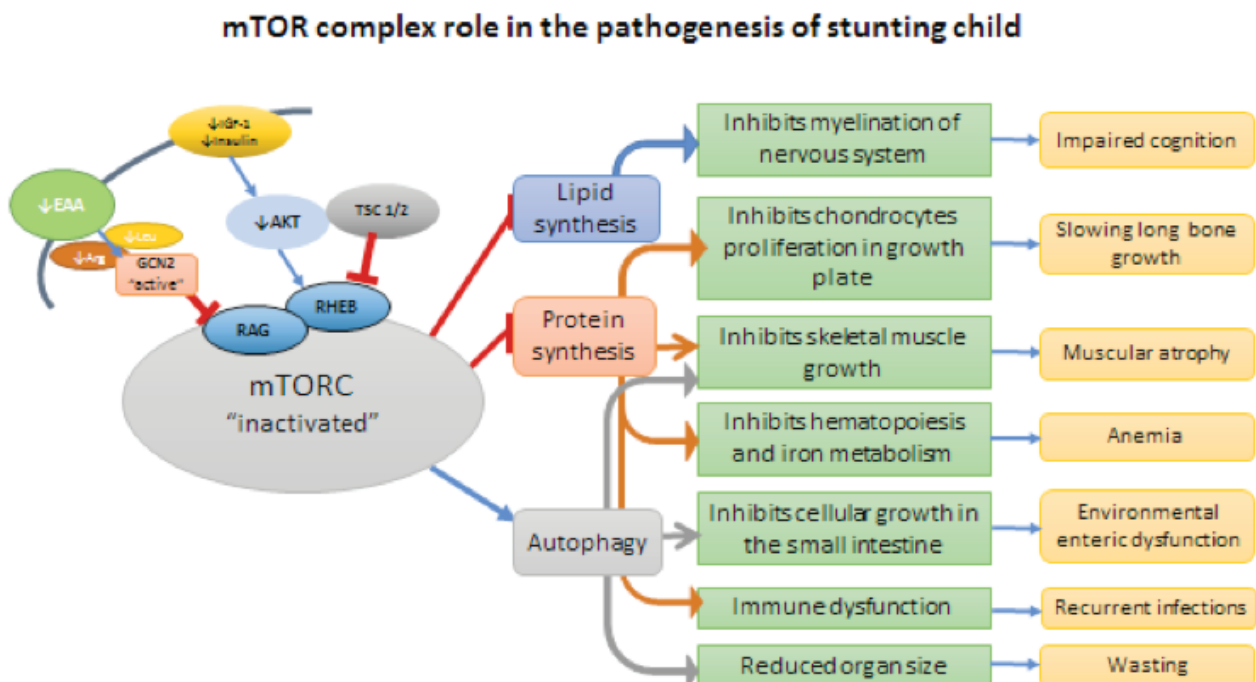 mTOR complex role in the pathogenesis of stunting child
↓IGF-1
↓Insulin
↓EAA
↓Leu
↓Arg
GCN2
"active"
↓AKT
TSC 1/2
RHEB
RAG
mTORC
"inactivated"
Lipid
synthesis
Protein
synthesis
Autophagy
Inhibits myelination of
nervous system
Inhibits chondrocytes
proliferation in growth
plate
Inhibits skeletal muscle
growth
Inhibits hematopoiesis
and iron metabolism
Inhibits cellular growth in
the small intestine
Immune dysfunction
Reduced organ size
Impaired cognition
Slowing long bone
growth
Muscular atrophy
Anemia
Environmental
enteric dysfunction
Recurrent infections
Wasting